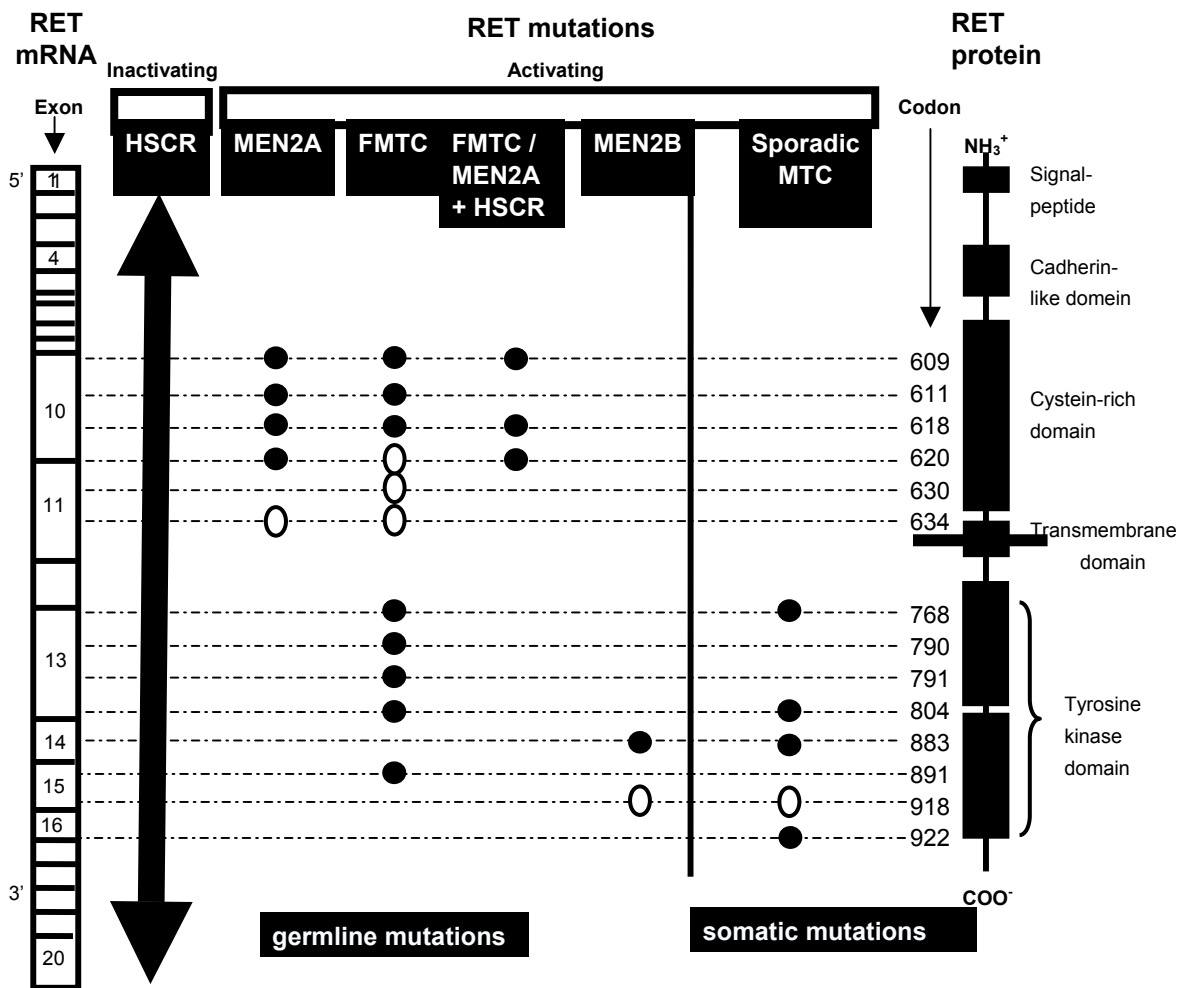 RET
mRNA
RET mutations
RET
protein
Inactivating
Activating
Exon
Codon
HSCR
MEN2A
FMTC
FMTC /
MEN2A
+ HSCR
MEN2B
Sporadic
MTC
NH₃⁺
5’
11
Signal-
peptide
4
Cadherin-
like domein
10
609
611
618
620
Cystein-rich
domain
11
630
634
Transmembrane
domain
13
768
790
791
804
Tyrosine
kinase
domain
14
883
15
891
918
16
922
3’
COO⁻
20
germline mutations
somatic mutations